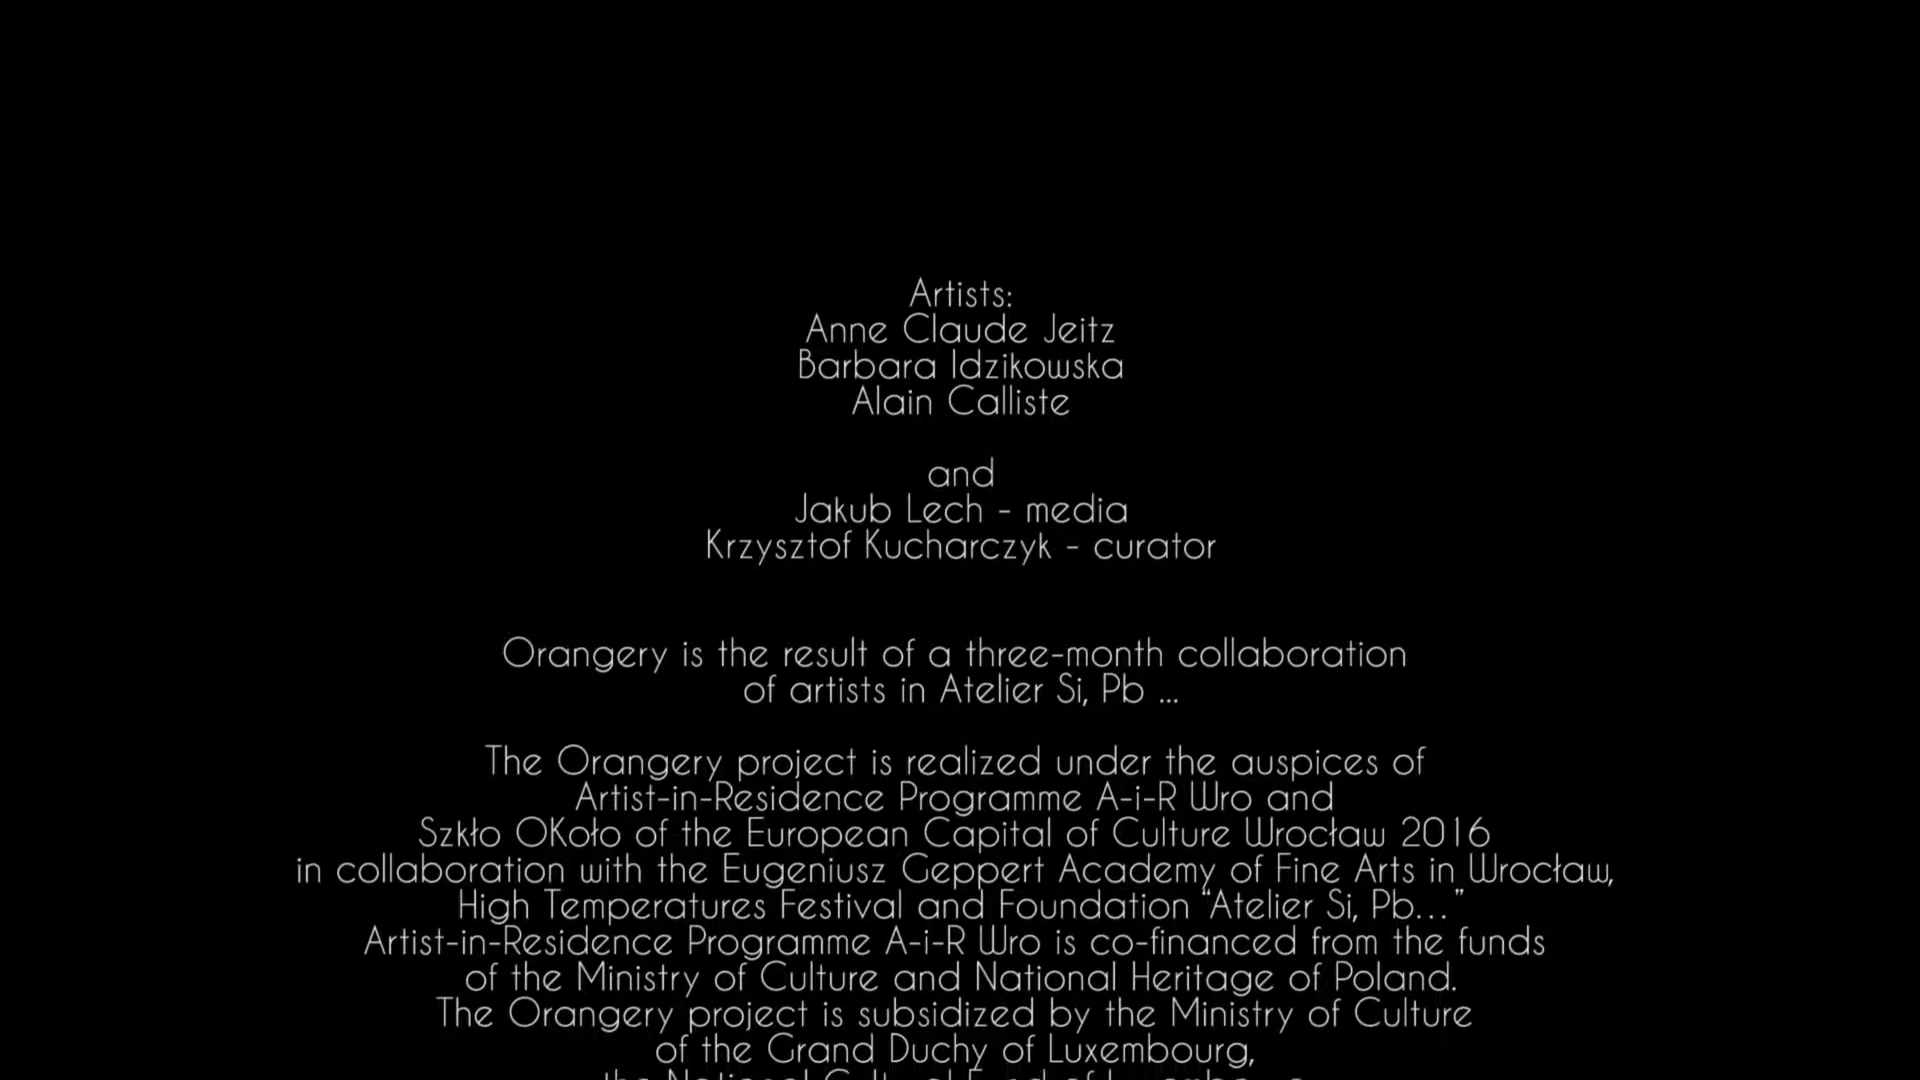 Artists:
Anne Claude Jeitz
Barbara Idzikowska
Alain Calliste
and
Jakub Lech - media
Krzysztof Kucharczyk - curator
Orangery is the result of a three-month collaboration
of artists in Atelier Si, Pb ...
The Orangery project is realized under the auspices of
Artist-in-Residence Programme A-i-R Wro and
Szkło OKoło of the European Capital of Culture Wrocław 2016
in collaboration with the Eugeniusz Geppert Academy of Fine Arts in Wrocław,
High Temperatures Festival and Foundation “Atelier Si, Pb...”
Artist-in-Residence Programme A-i-R Wro is co-financed from the funds
of the Ministry of Culture and National Heritage of Poland.
The Orangery project is subsidized by the Ministry of Culture
of the Grand Duchy of Luxembourg,